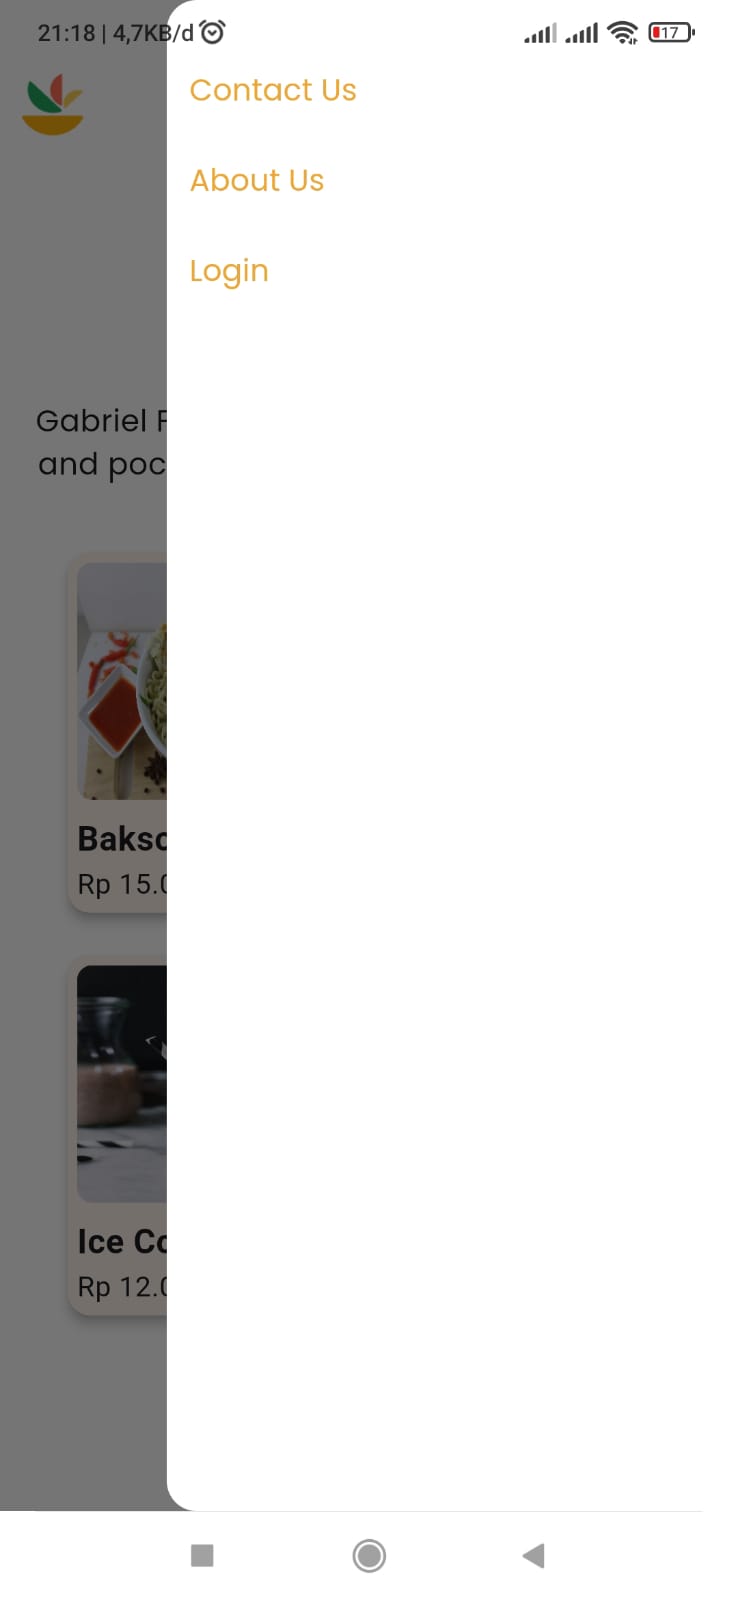 21:18 | 4,7KB/d
17
Contact Us
About Us
Login
Gabriel
and poc
Bakso
Rp 15.0
Ice Co
Rp 12.0